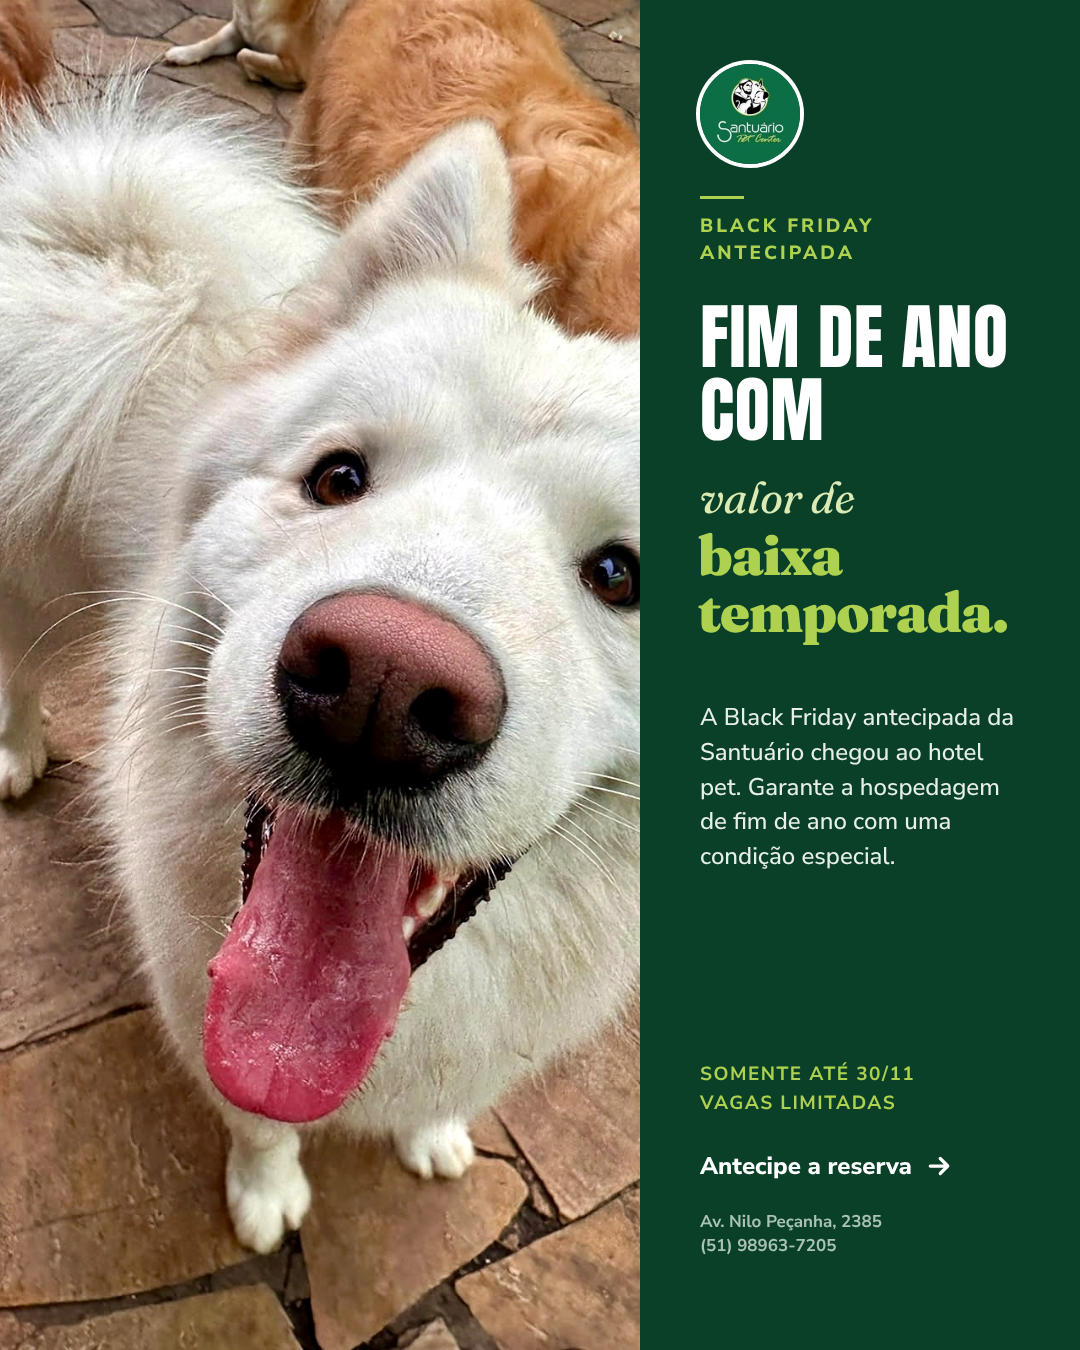 Santuário
Pet Center
BLACK FRIDAY
ANTECIPADA
FIM DE ANO
COM
valor de
baixa
temporada.
A Black Friday antecipada da
Santuário chegou ao hotel
pet. Garante a hospedagem
de fim de ano com uma
condição especial.
SOMENTE ATÉ 30/11
VAGAS LIMITADAS
Antecipe a reserva
Av. Nilo Peçanha, 2385
(51) 98963-7205